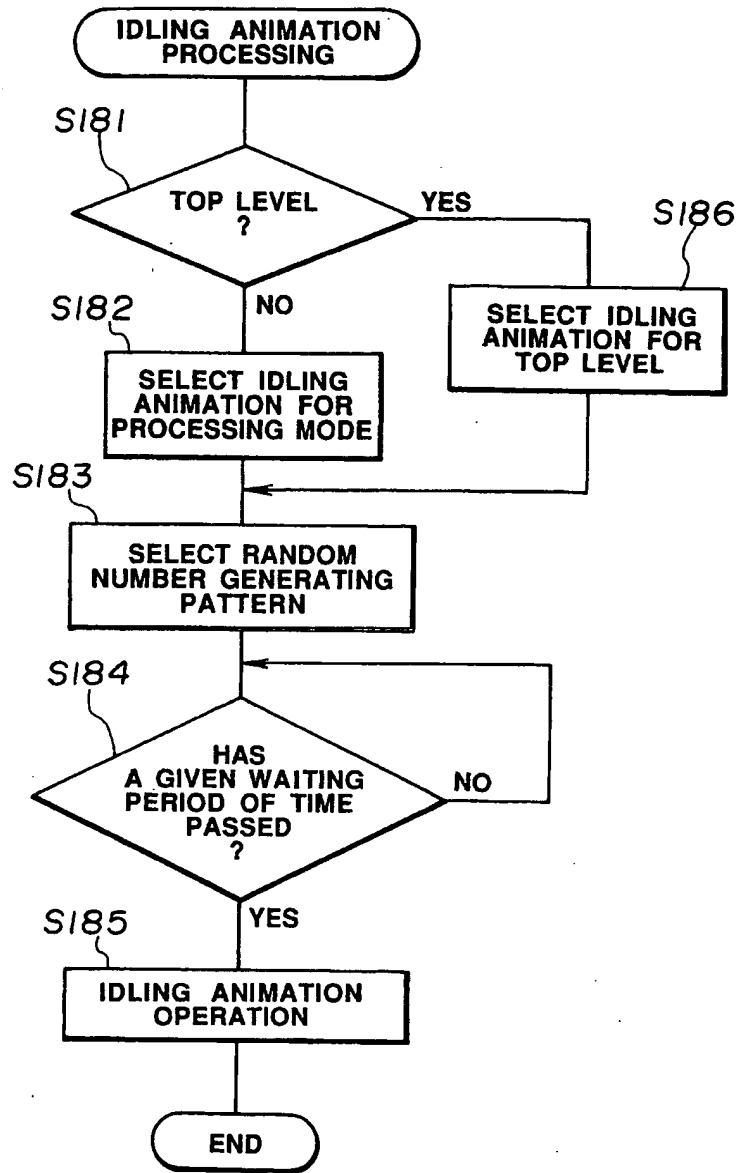 IDLING ANIMATION
PROCESSING
S181
TOP LEVEL
?
YES
S186
SELECT IDLING
ANIMATION FOR
TOP LEVEL
NO
S182
SELECT IDLING
ANIMATION FOR
PROCESSING MODE
S183
SELECT RANDOM
NUMBER GENERATING
PATTERN
S184
HAS
A GIVEN WAITING
PERIOD OF TIME
PASSED
?
NO
YES
S185
IDLING ANIMATION
OPERATION
END